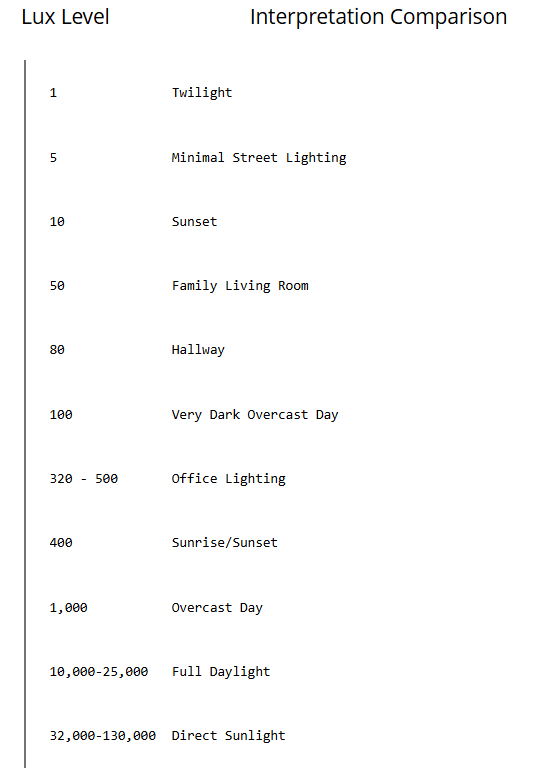 Lux Level Interpretation Comparison
1 Twilight
5 Minimal Street Lighting
10 Sunset
50 Family Living Room
80 Hallway
100 Very Dark Overcast Day
320 - 500 Office Lighting
400 Sunrise/Sunset
1,000 Overcast Day
10,000-25,000 Full Daylight
32,000-130,000 Direct Sunlight